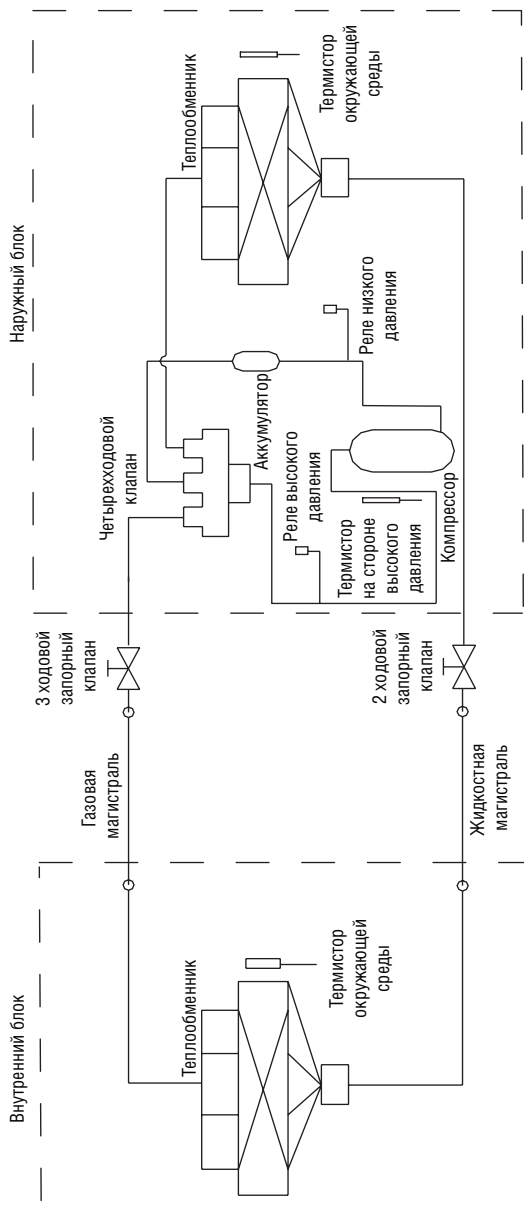 Внутренний блок
Теплообменник
Термистор
окружающей
среды
Газовая
магистраль
Жидкостная
магистраль
3 ходовой
запорный
клапан
2 ходовой
запорный
клапан
Наружный блок
Четырехходовой
клапан
Аккумулятор
Реле высокого
давления
Термистор
на стороне
высокого
давления
Компрессор
Реле низкого
давления
Теплообменник
Термистор
окружающей
среды